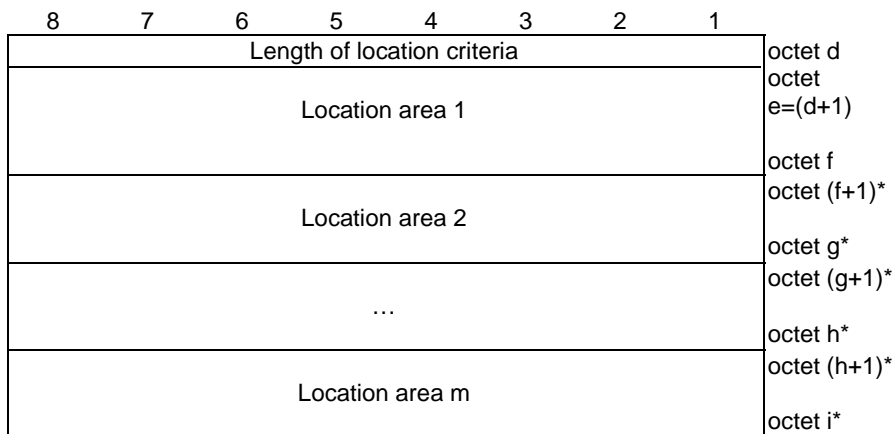 8 7 6 5 4 3 2 1
Length of location criteria octet d
octet
Location area 1 e=(d+1)
octet f
octet (f+1)*
Location area 2
octet g*
octet (g+1)*
…
octet h*
octet (h+1)*
Location area m
octet i*